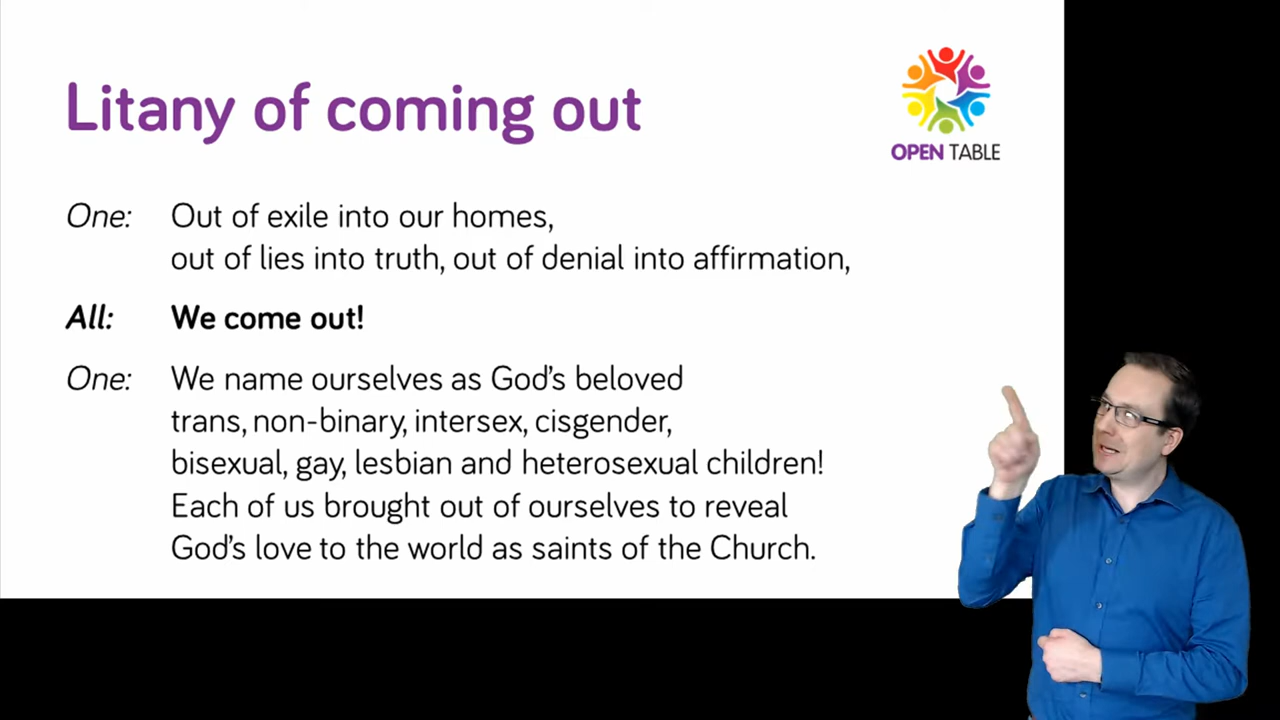 Litany of coming out
OPEN TABLE
One: Out of exile into our homes,
out of lies into truth, out of denial into affirmation,
All: We come out!
One: We name ourselves as God's beloved
trans, non-binary, intersex, cisgender,
bisexual, gay, lesbian and heterosexual children!
Each of us brought out of ourselves to reveal
God's love to the world as saints of the Church.